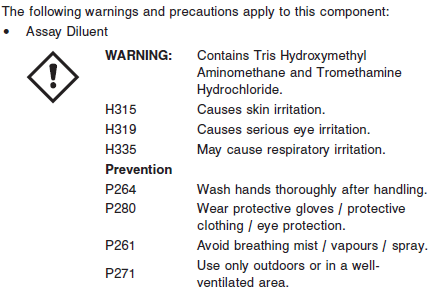 The following warnings and precautions apply to this component:
• Assay Diluent
WARNING: Contains Tris Hydroxymethyl
Aminomethane and Tromethamine
Hydrochloride.
H315 Causes skin irritation.
H319 Causes serious eye irritation.
H335 May cause respiratory irritation.
Prevention
P264 Wash hands thoroughly after handling.
P280 Wear protective gloves / protective
clothing / eye protection.
P261 Avoid breathing mist / vapours / spray.
P271 Use only outdoors or in a well-
ventilated area.